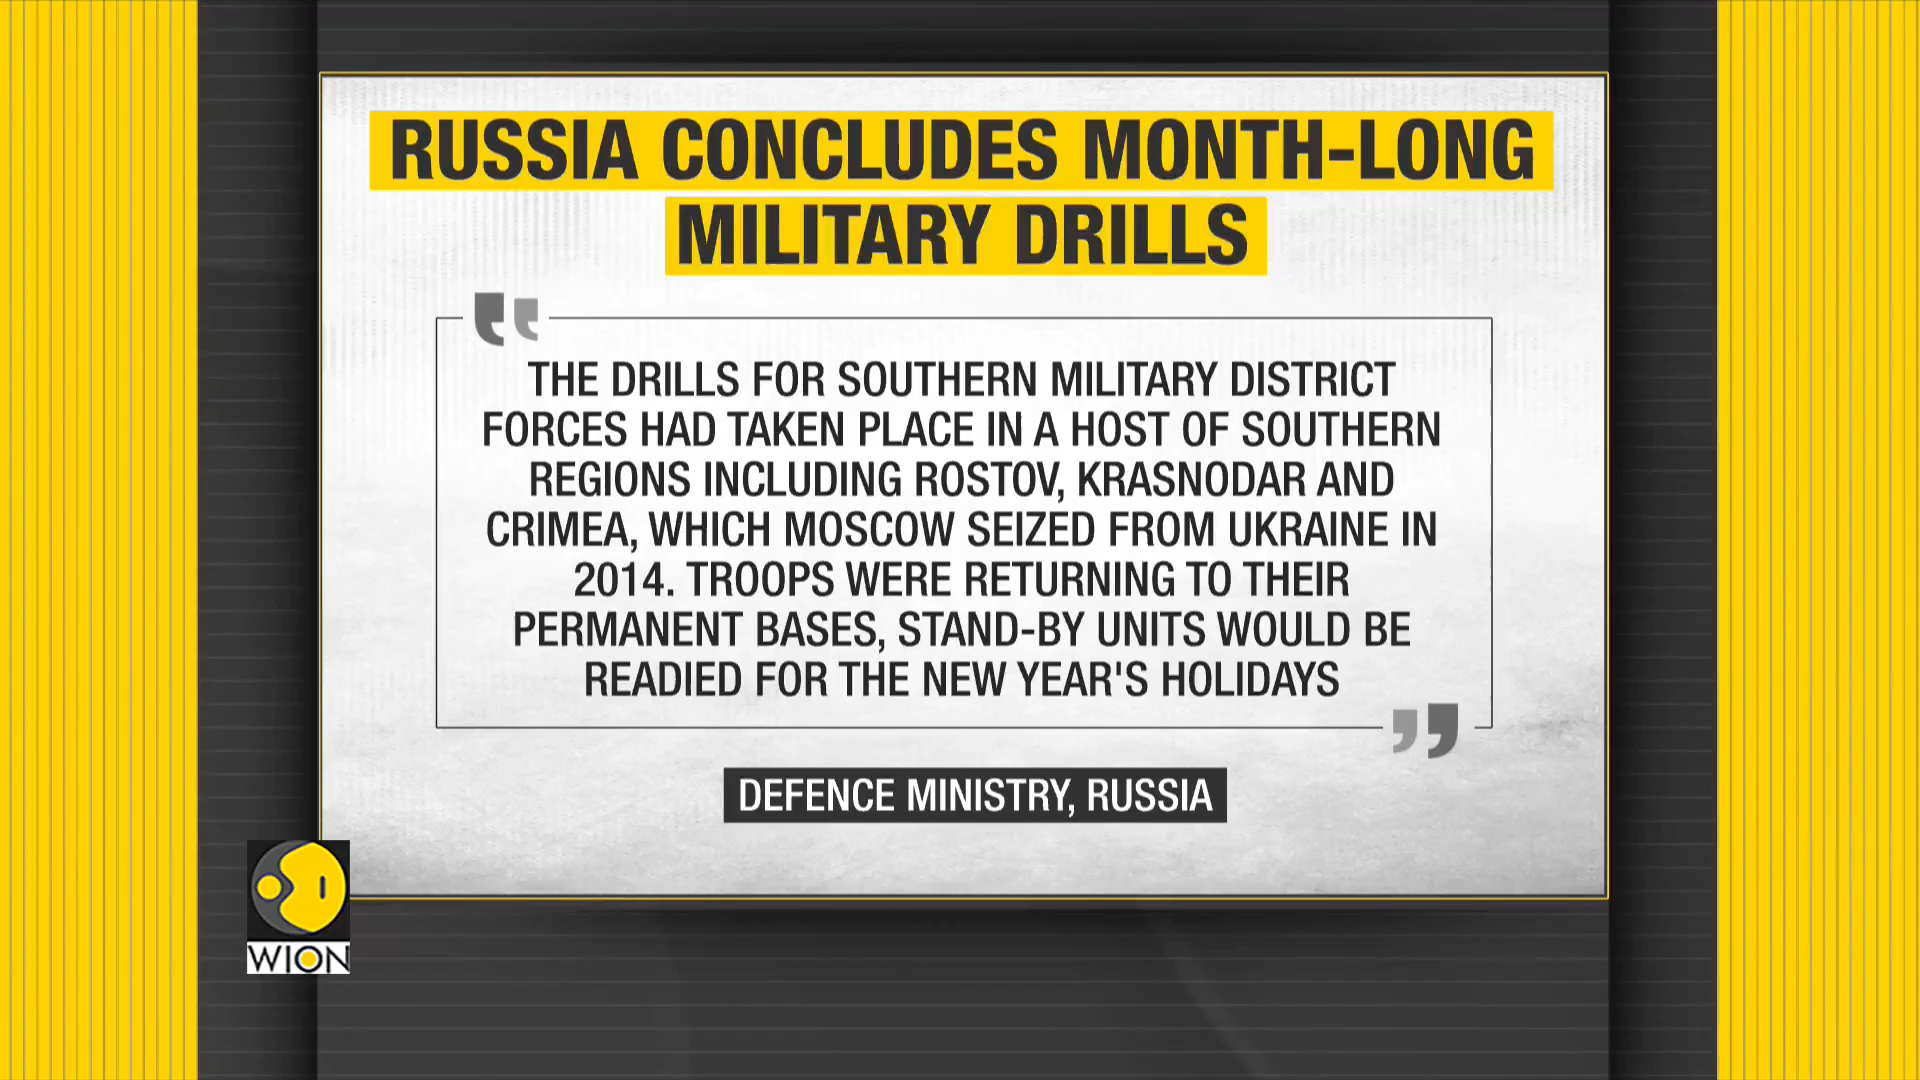 RUSSIA CONCLUDES MONTH-LONG
MILITARY DRILLS
THE DRILLS FOR SOUTHERN MILITARY DISTRICT
FORCES HAD TAKEN PLACE IN A HOST OF SOUTHERN
REGIONS INCLUDING ROSTOV, KRASNODAR AND
CRIMEA, WHICH MOSCOW SEIZED FROM UKRAINE IN
2014. TROOPS WERE RETURNING TO THEIR
PERMANENT BASES, STAND-BY UNITS WOULD BE
READIED FOR THE NEW YEAR'S HOLIDAYS
DEFENCE MINISTRY, RUSSIA
WION